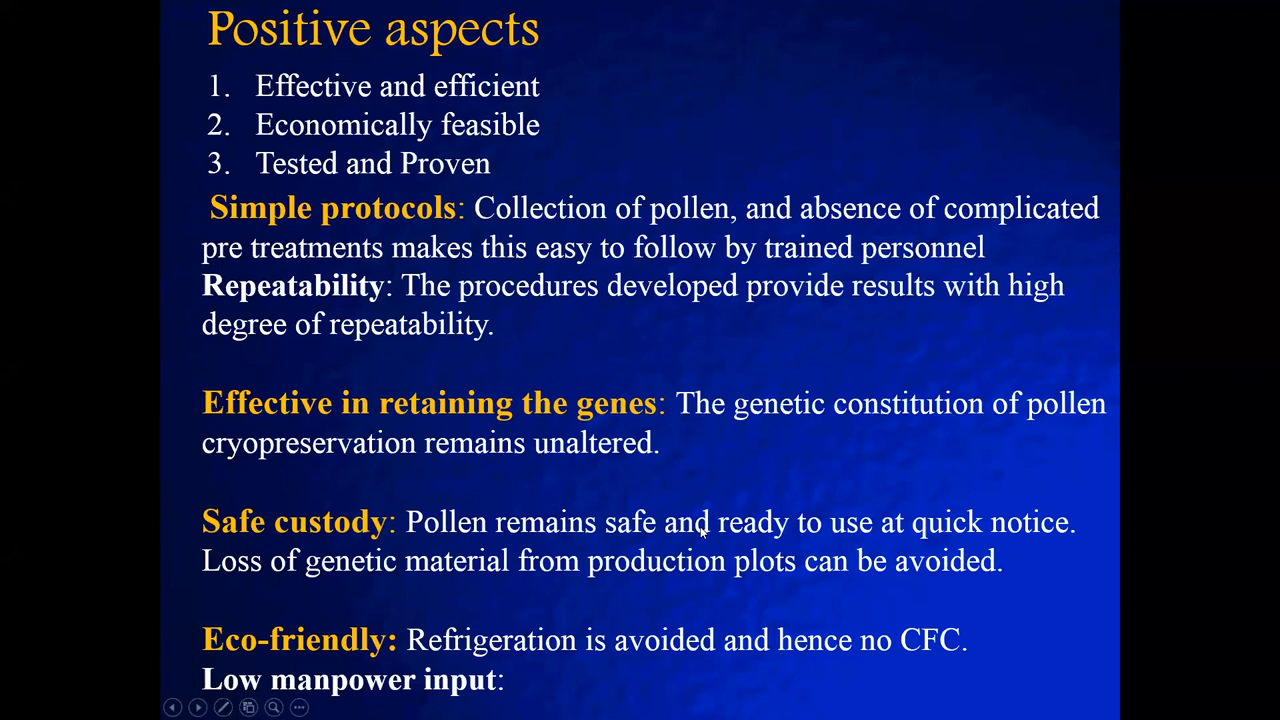 Positive aspects
1. Effective and efficient
2. Economically feasible
3. Tested and Proven
Simple protocols: Collection of pollen, and absence of complicated
pre treatments makes this easy to follow by trained personnel
Repeatability: The procedures developed provide results with high
degree of repeatability.
Effective in retaining the genes: The genetic constitution of pollen
cryopreservation remains unaltered.
Safe custody: Pollen remains safe and ready to use at quick notice.
Loss of genetic material from production plots can be avoided.
Eco-friendly: Refrigeration is avoided and hence no CFC.
Low manpower input: